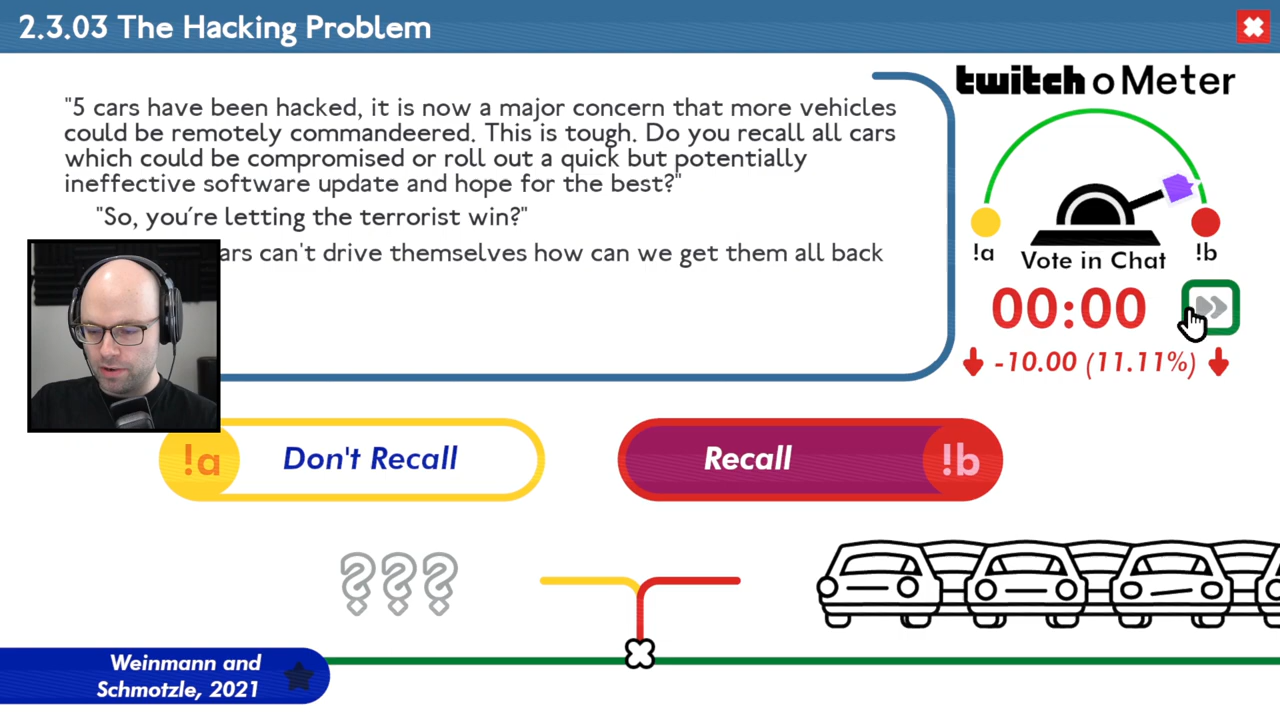 2.3.03 The Hacking Problem
"5 cars have been hacked, it is now a major concern that more vehicles
could be remotely commandeered. This is tough. Do you recall all cars
which could be compromised or roll out a quick but potentially
ineffective software update and hope for the best?"
"So, you´re letting the terrorist win?"
ars can't drive themselves how can we get them all back
twitch o Meter
!a
Vote in Chat
!b
00:00
-10.00 (11.11%)
!a Don't Recall
Recall !b
???
Weinmann and
Schmotzle, 2021